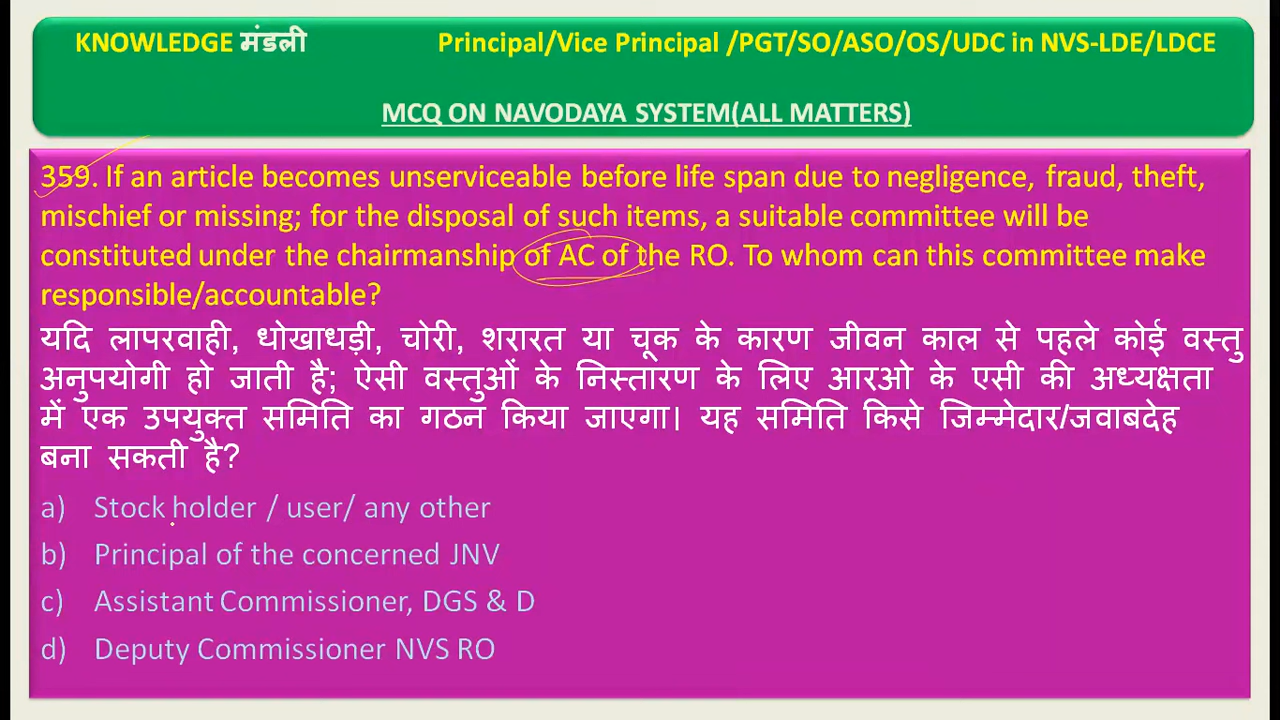 KNOWLEDGE मंडली Principal/Vice Principal /PGT/SO/ASO/OS/UDC in NVS-LDE/LDCE
MCQ ON NAVODAYA SYSTEM(ALL MATTERS)
359. If an article becomes unserviceable before life span due to negligence, fraud, theft,
mischief or missing; for the disposal of such items, a suitable committee will be
constituted under the chairmanship of AC of the RO. To whom can this committee make
responsible/accountable?
यदि लापरवाही, धोखाधड़ी, चोरी, शरारत या चूक के कारण जीवन काल से पहले कोई वस्तु
अनुपयोगी हो जाती है; ऐसी वस्तुओं के निस्तारण के लिए आरओ के एसी की अध्यक्षता
में एक उपयुक्त समिति का गठन किया जाएगा। यह समिति किसे जिम्मेदार/जवाबदेह
बना सकती है?
a) Stock holder / user/ any other
b) Principal of the concerned JNV
c) Assistant Commissioner, DGS & D
d) Deputy Commissioner NVS RO